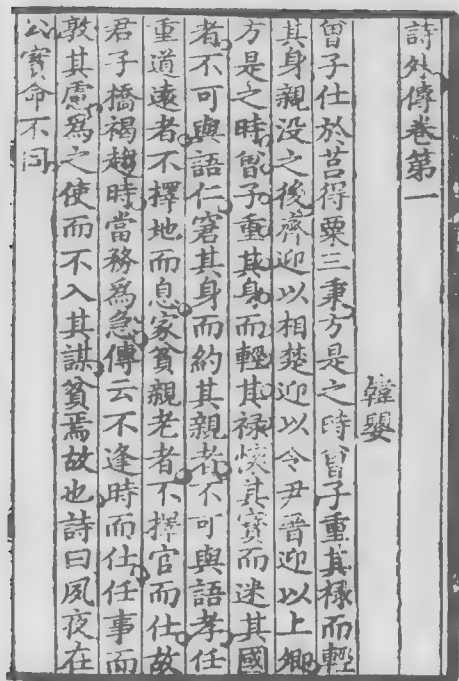 詩外傳卷第一
韓嬰
曾子仕於莒得粟三秉方是之時曾子重其祿而輕
其身親没之後齊迎以相楚迎以令尹晋迎以上卿
方是之時曾子重其身而輕其祿懷其寶而迷其國
者不可與語仁窘其身而約其親者不可與語孝任
重道遠者不擇地而息家貧親老者不擇官而仕故
君子橋褐趨時當務爲急傳云不逢時而仕任事而
敦其慮爲之使而不入其謀貧焉故也詩曰夙夜在
公寔命不同